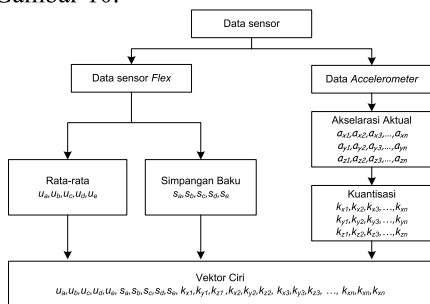 Gambar 10.
Data sensor
Data sensor Flex
Data Accelerometer
Akselarasi Aktual
ax1,ax2,ax3,...,axn
ay1,ay2,ay3,...,ayn
az1,az2,az3,...,azn
Rata-rata
ua,ub,uc,ud,ue
Simpangan Baku
sa,sb,sc,sd,se
Kuantisasi
kx1,kx2,kx3,...,kxn
ky1,ky2,ky3,...,kyn
kz1,kz2,kz3,...,kzn
Vektor Ciri
ua,ub,uc,ud,ue, sa,sb,sc,sd,se, kx1,ky1,kz1 ,kx2,ky2,kz2, kx3,ky3,kz3, ..., kxn,kxn,kxn